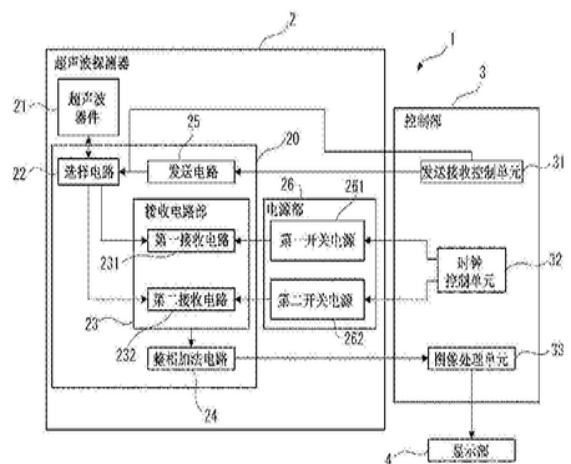 2
1
超声波探测器
3
21
超声波
器件
25
20
控制部
22
选择电路
发送电路
发送接收控制单元
31
接收电路部
26
电源部
261
第一接收电路
231
第一开关电源
时钟
控制单元
32
第二接收电路
第二开关电源
23
232
262
整相加法电路
24
图像处理单元
33
4
显示部